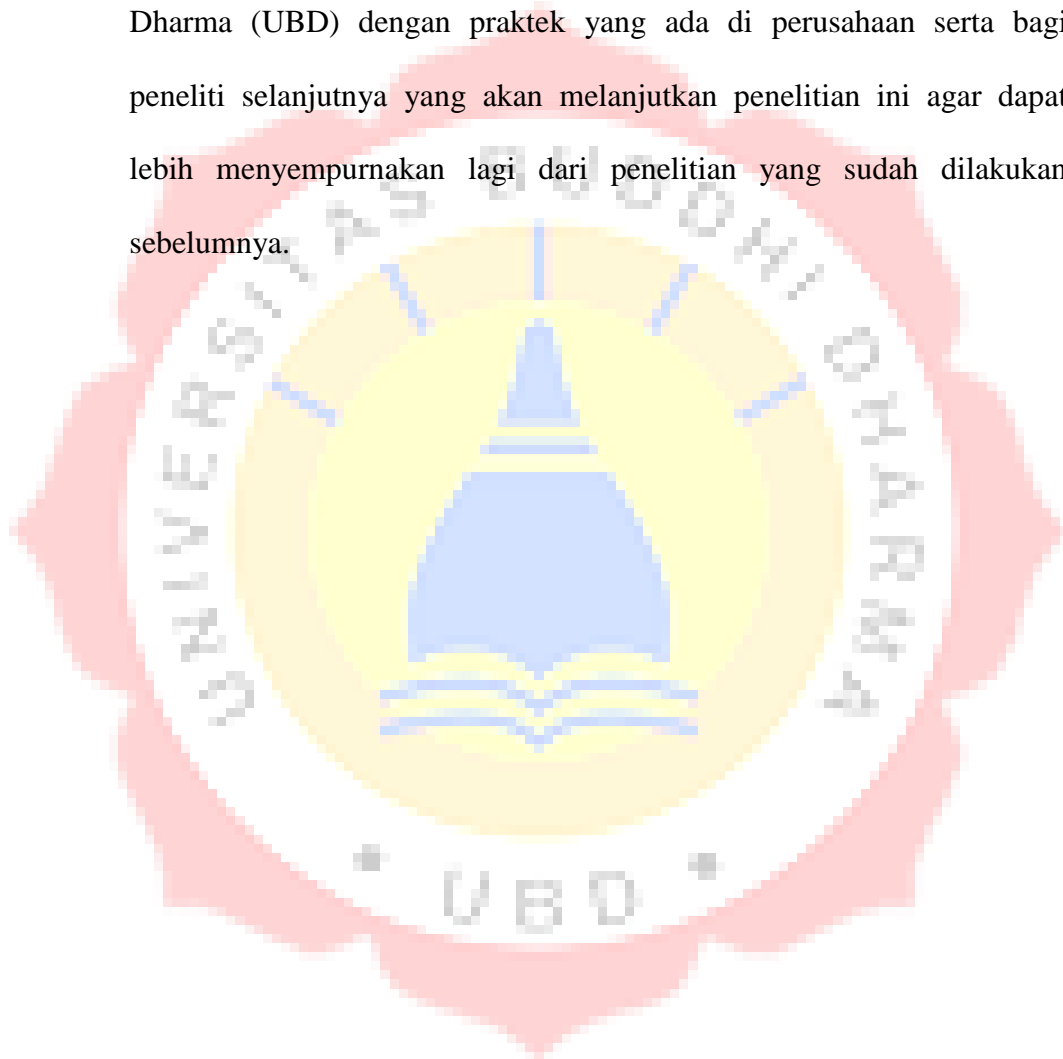 Dharma (UBD) dengan praktek yang ada di perusahaan serta bagi
peneliti selanjutnya yang akan melanjutkan penelitian ini agar dapat
lebih menyempurnakan lagi dari penelitian yang sudah dilakukan
sebelumnya.
UNIVERSITAS BUDDHI DHARMA
• UBD •